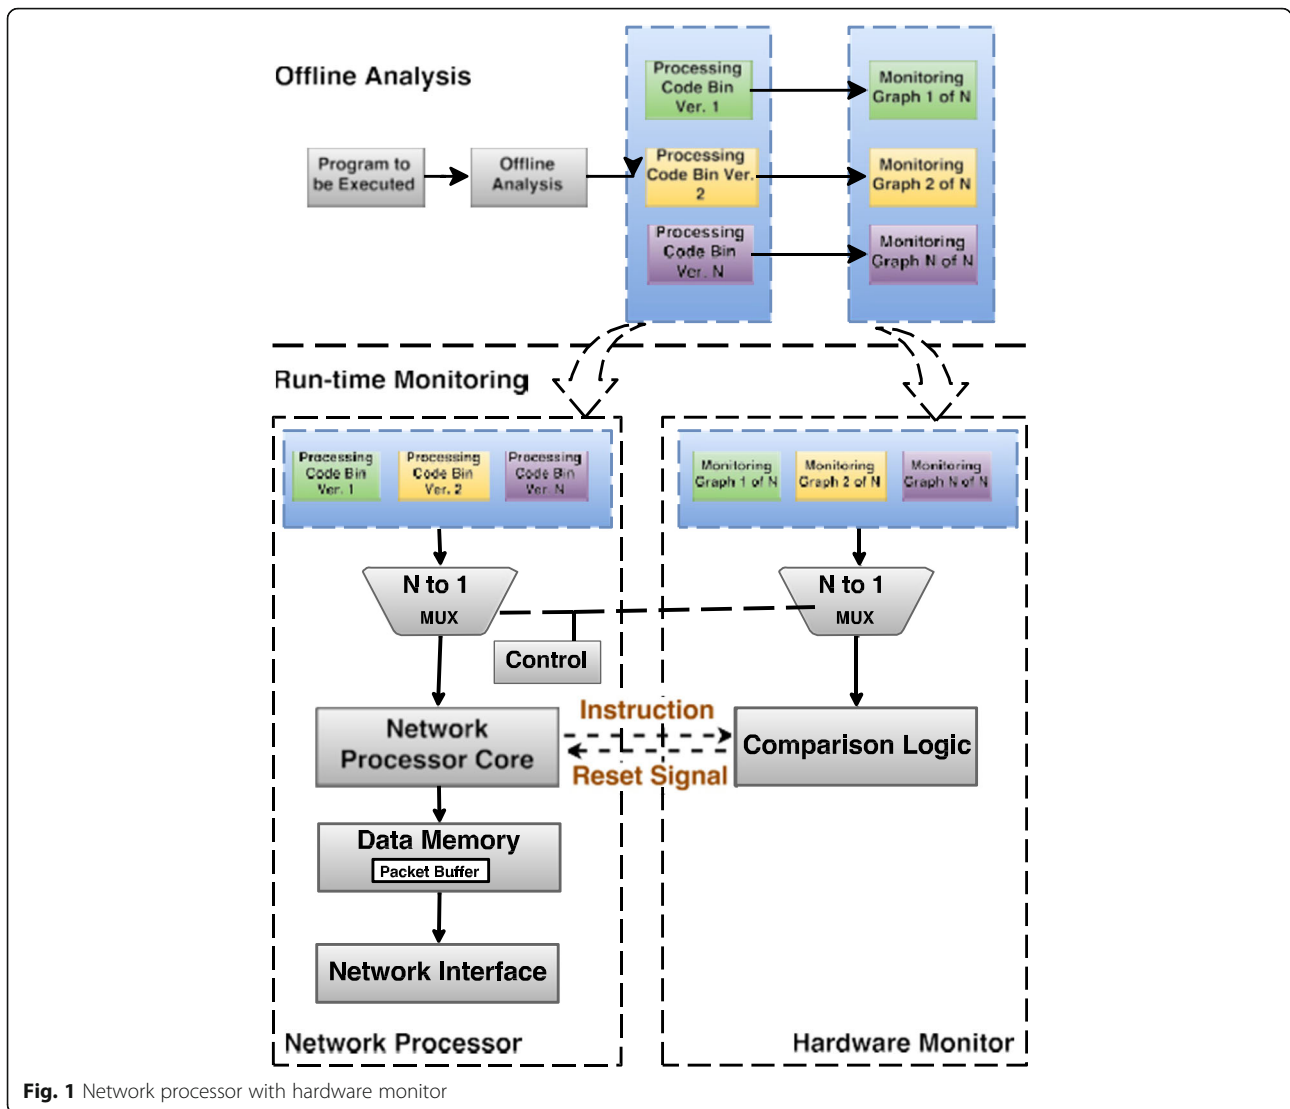 Offline Analysis
Processing
Code Bin
Ver. 1
Monitoring
Graph 1 of N
Program to
be Executed
Offline
Analysis
Processing
Code Bin Ver.
2
Monitoring
Graph 2 of N
Processing
Code Bin
Ver. N
Monitoring
Graph N of N
Run-time Monitoring
Processing
Code Bin
Ver. 1
Processing
Code Bin
Ver. 2
Processing
Code Bin
Ver. N
Monitoring
Graph 1 of N
Monitoring
Graph 2 of N
Monitoring
Graph N of N
N to 1
MUX
N to 1
MUX
Control
Network
Processor Core
Instruction
Reset Signal
Comparison Logic
Data Memory
Packet Buffer
Network Interface
Network Processor
Hardware Monitor
Fig. 1 Network processor with hardware monitor